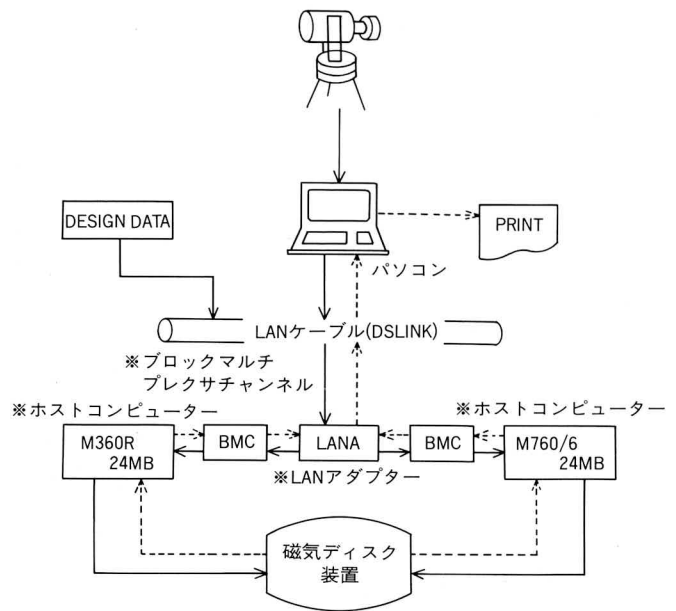 DESIGN DATA
PRINT
パソコン
LANケーブル(DSLINK)
※ブロックマルチ
プレクサチャンネル
※ホストコンピューター
※ホストコンピューター
M360R
24MB
BMC
LANA
BMC
M760/6
24MB
※LANアダプター
磁気ディスク
装置